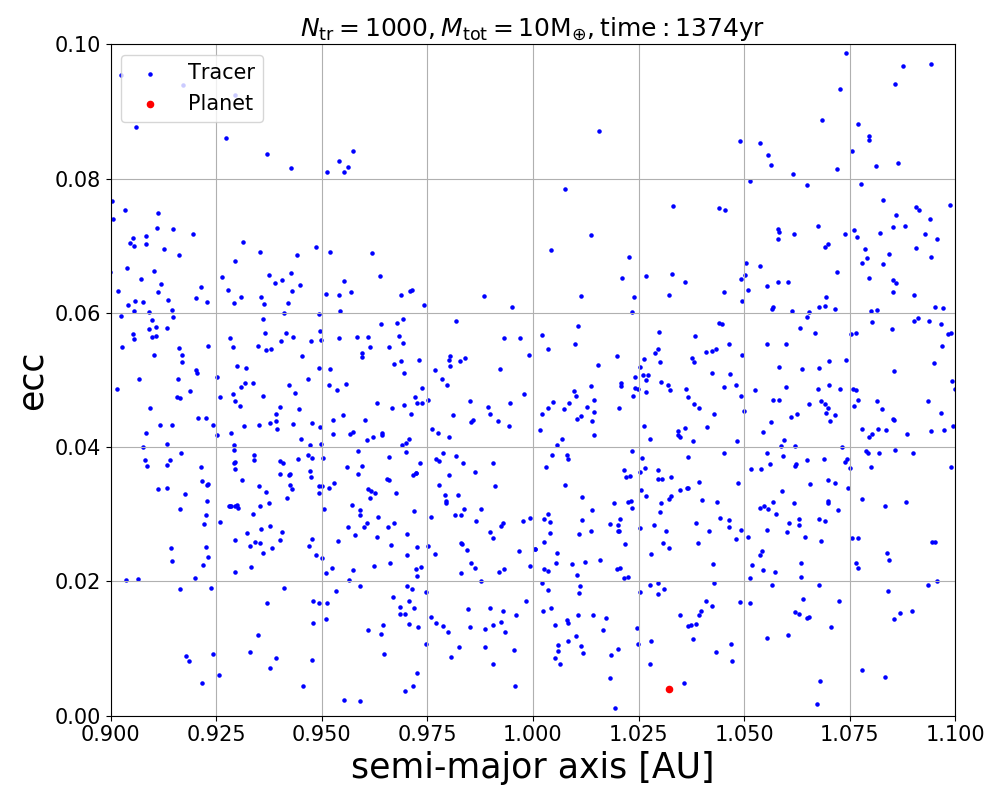 N_tr = 1000, M_tot = 10M_⊕, time : 1374yr
Tracer
Planet
ecc
0.10
0.08
0.06
0.04
0.02
0.00
0.900 0.925 0.950 0.975 1.000 1.025 1.050 1.075 1.100
semi-major axis [AU]